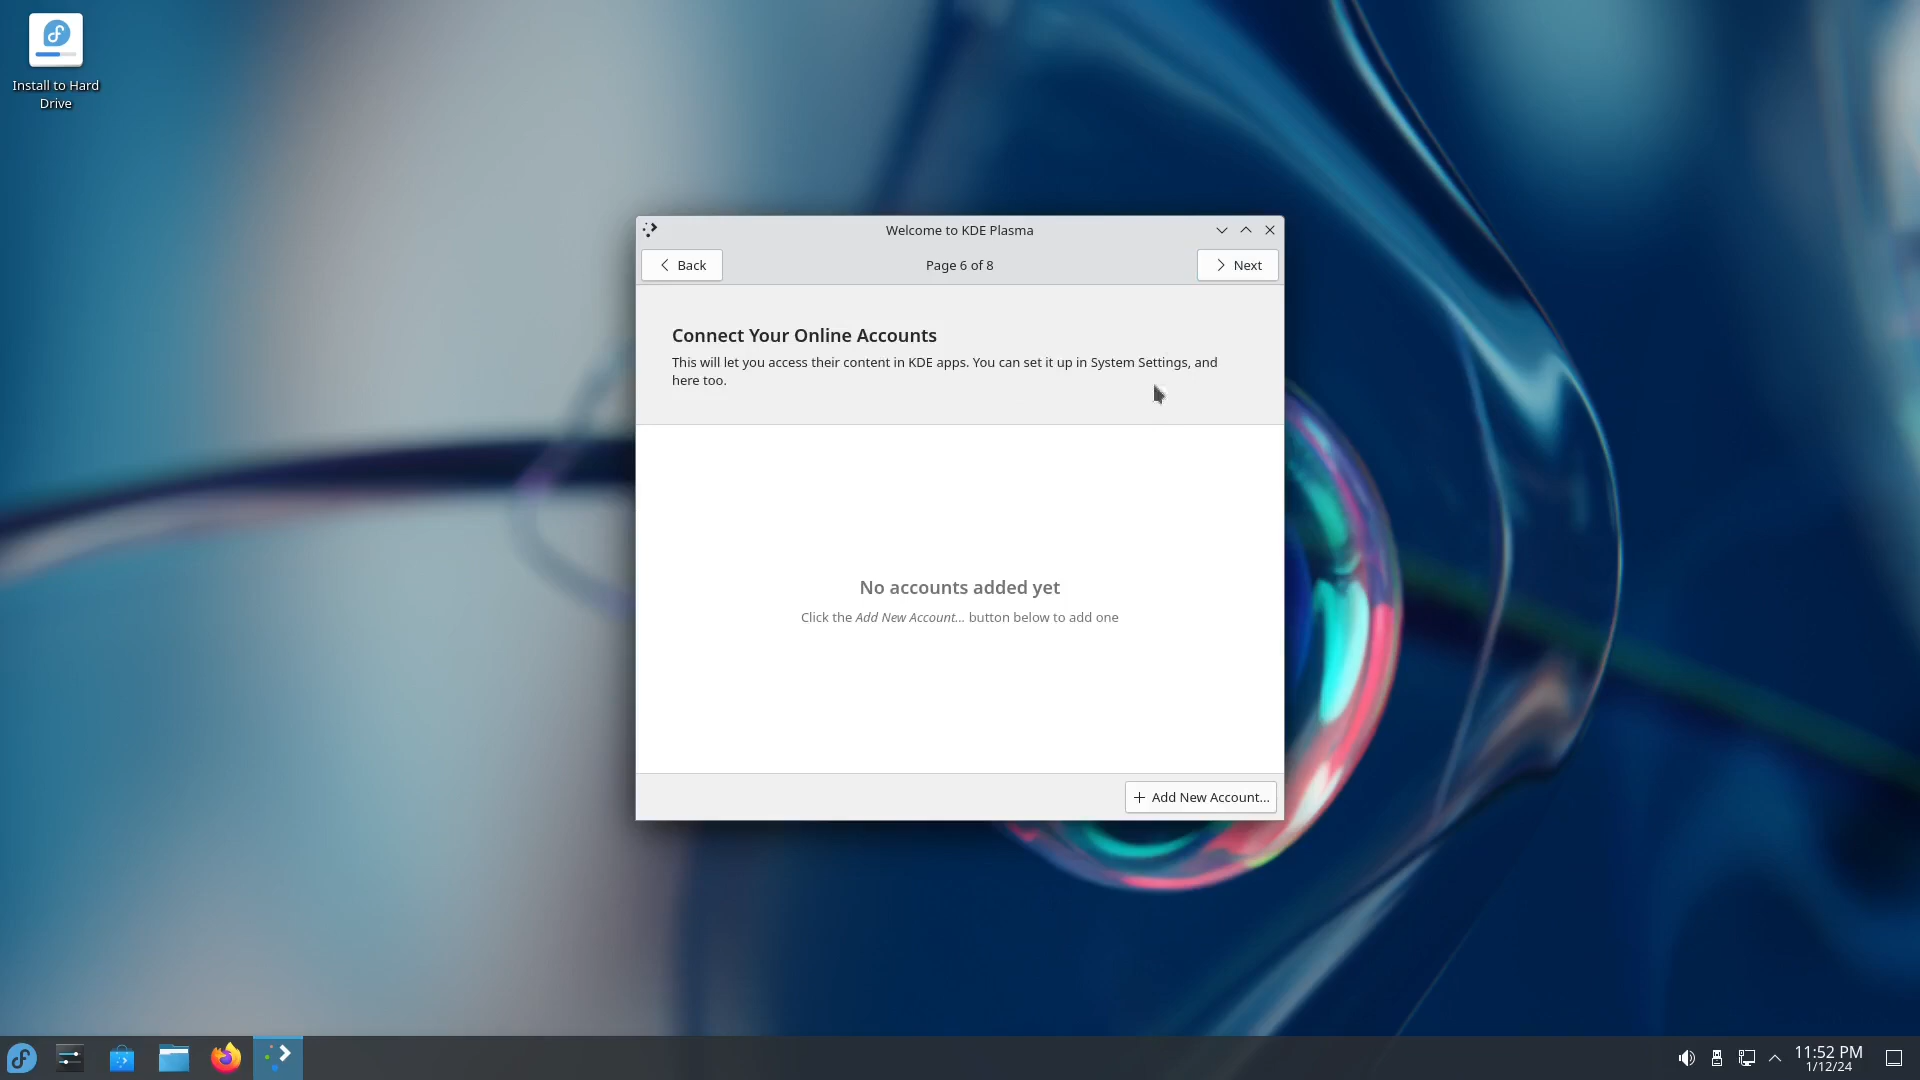 Install to Hard
Drive
Welcome to KDE Plasma
Back
Page 6 of 8
Next
Connect Your Online Accounts
This will let you access their content in KDE apps. You can set it up in System Settings, and
here too.
No accounts added yet
Click the Add New Account... button below to add one
Add New Account...
11:52 PM
1/12/24